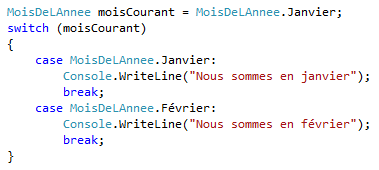 MoisDeLAnnee moisCourant = MoisDeLAnnee.Janvier;
switch (moisCourant)
{
    case MoisDeLAnnee.Janvier:
        Console.WriteLine("Nous sommes en janvier");
        break;
    case MoisDeLAnnee.Février:
        Console.WriteLine("Nous sommes en février");
        break;
}